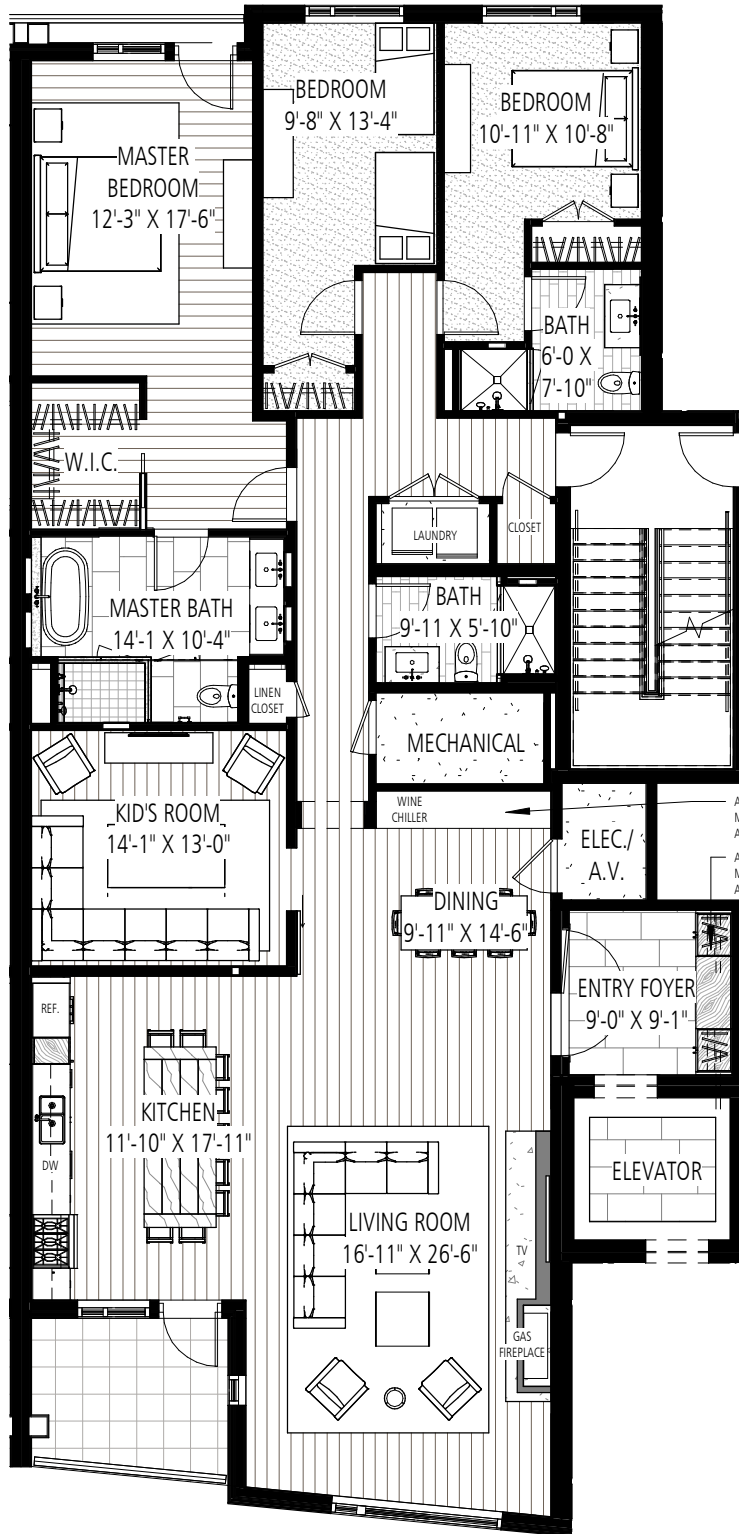 BEDROOM
9'-8" X 13'-4"
BEDROOM
10'-11" X 10'-8"
MASTER
BEDROOM
12'-3" X 17'-6"
BATH
6'-0 X
7'-10"
W.I.C.
LAUNDRY
CLOSET
MASTER BATH
14'-1 X 10'-4"
BATH
9'-11 X 5'-10"
LINEN
CLOSET
MECHANICAL
WINE
CHILLER
KID'S ROOM
14'-1" X 13'-0"
ELEC./
A.V.
A
M
A
A
M
A
DINING
9'-11" X 14'-6"
ENTRY FOYER
9'-0" X 9'-1"
REF.
KITCHEN
11'-10" X 17'-11"
DW
ELEVATOR
LIVING ROOM
16'-11" X 26'-6"
TV
GAS
FIREPLACE